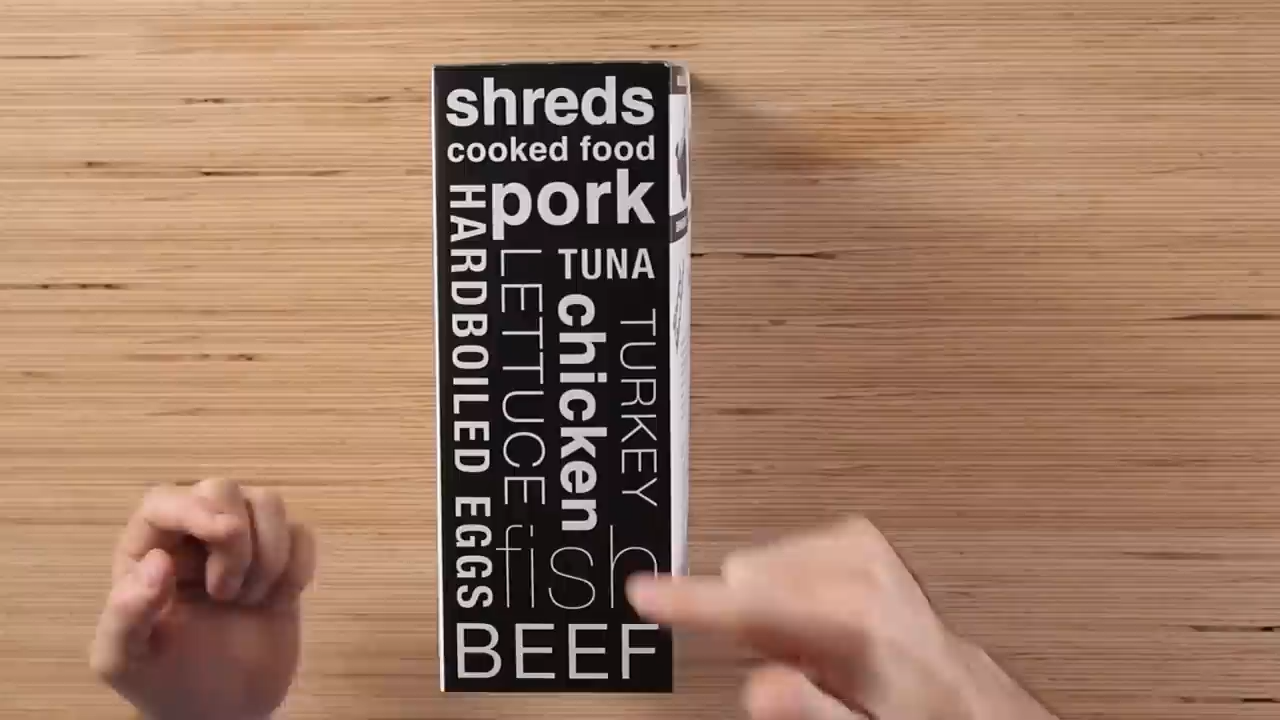 shreds
cooked food
pork
HARDBOILED EGGS
LETTUCE
TUNA
chicken
TURKEY
fish
BEEF